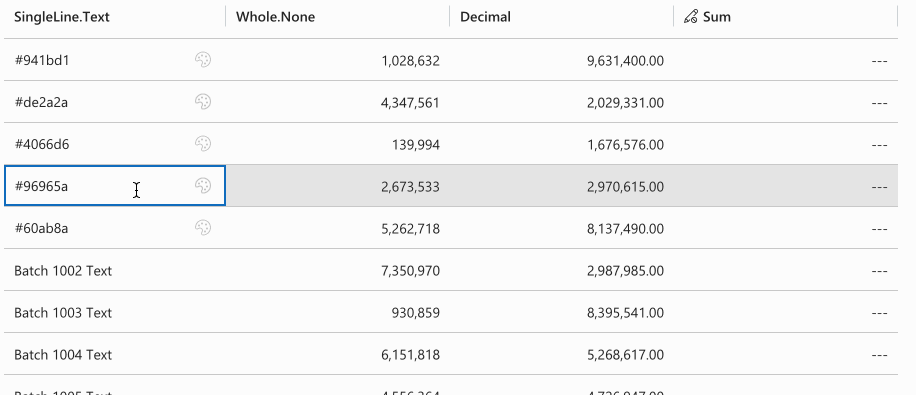 SingleLine.Text Whole.None Decimal Sum
#941bd1 1,028,632 9,631,400.00 ---
#de2a2a 4,347,561 2,029,331.00 ---
#4066d6 139,994 1,676,576.00 ---
#96965a 2,673,533 2,970,615.00 ---
#60ab8a 5,262,718 8,137,490.00 ---
Batch 1002 Text 7,350,970 2,987,985.00 ---
Batch 1003 Text 930,859 8,395,541.00 ---
Batch 1004 Text 6,151,818 5,268,617.00 ---